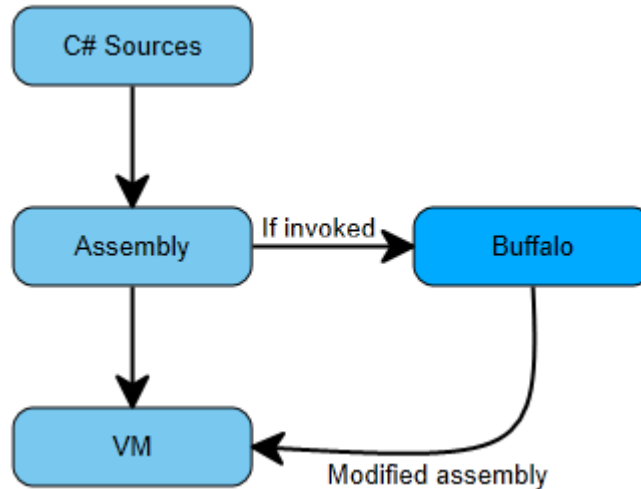 C# Sources
If invoked
Assembly
Buffalo
VM
Modified assembly